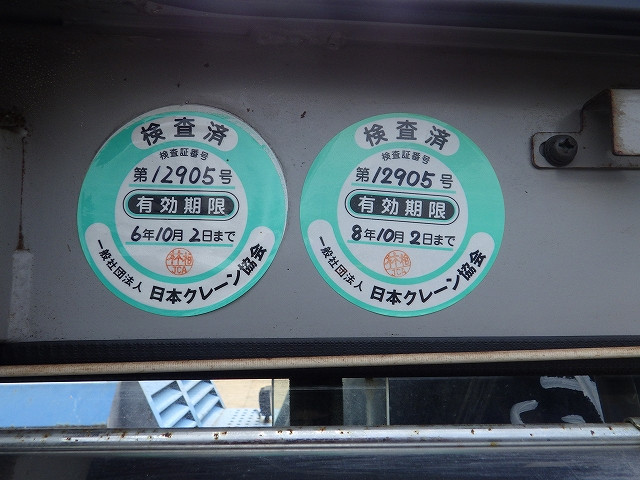 検査済
検査証番号
第12905号
有効期限
6年10月2日まで
JCA
一般社団法人 日本クレーン協会
検査済
検査証番号
第12905号
有効期限
8年10月2日まで
JCA
一般社団法人 日本クレーン協会